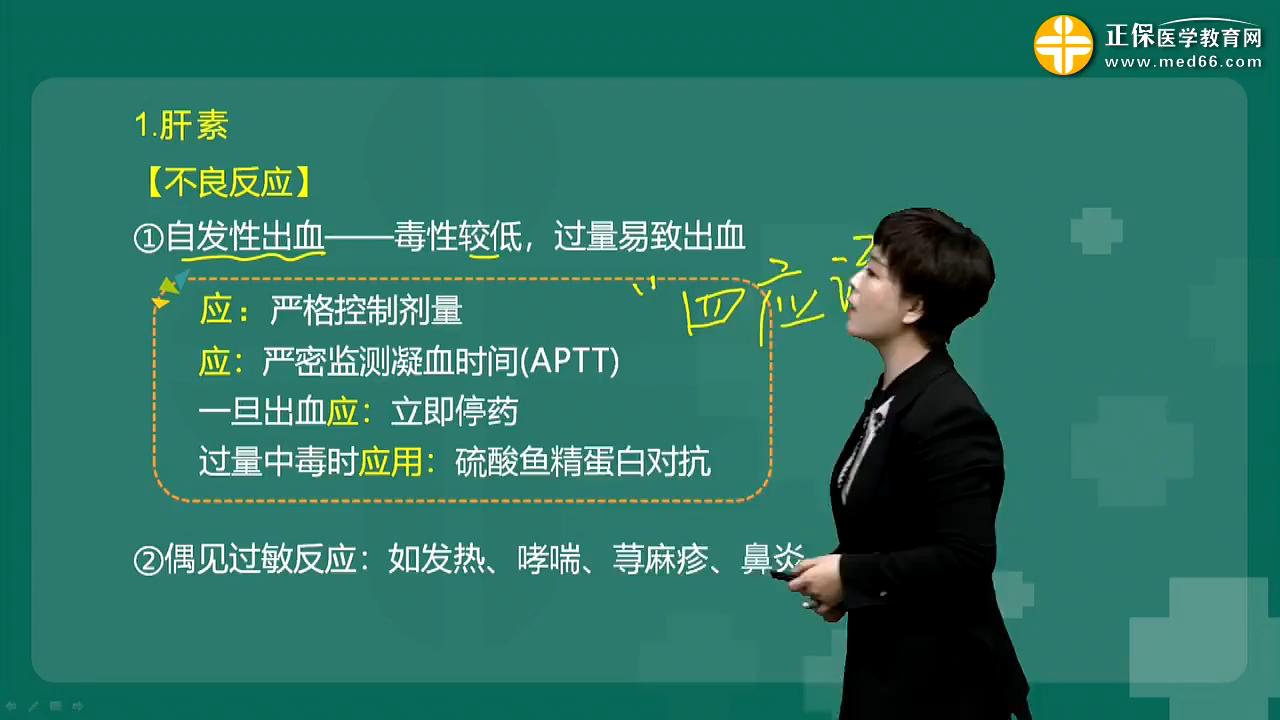 正保医学教育网
www.med66.com
1.肝素
【不良反应】
①自发性出血——毒性较低，过量易致出血
应：严格控制剂量
“四应
应：严密监测凝血时间(APTT)
一旦出血应：立即停药
过量中毒时应用：硫酸鱼精蛋白对抗
②偶见过敏反应：如发热、哮喘、荨麻疹、鼻炎